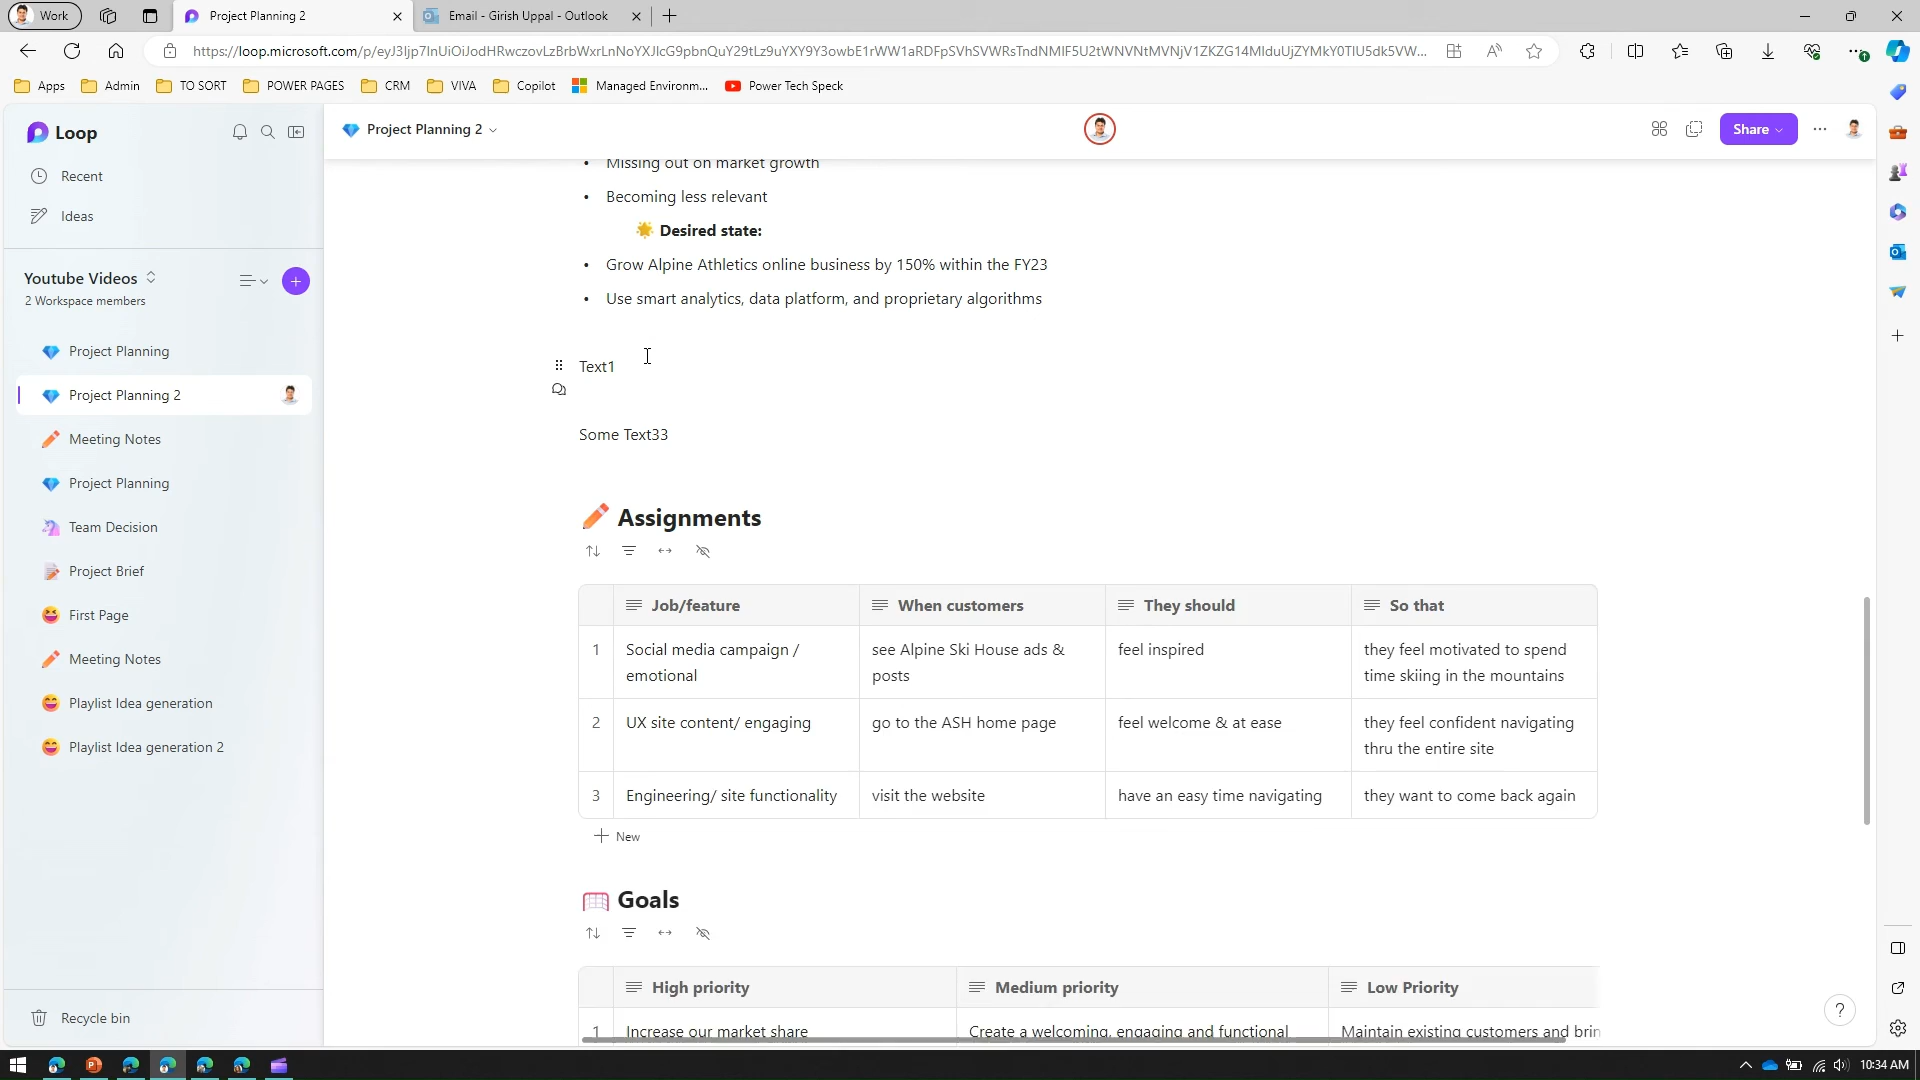 Work
Project Planning 2
Email - Girish Uppal - Outlook
Apps
Admin
TO SORT
POWER PAGES
CRM
VIVA
Copilot
Managed Environm...
Power Tech Speck
Loop
Project Planning 2
Share
Recent
Ideas
Youtube Videos
2 Workspace members
Project Planning
Project Planning 2
Meeting Notes
Project Planning
Team Decision
Project Brief
First Page
Meeting Notes
Playlist Idea generation
Playlist Idea generation 2
Recycle bin
• Missing out on market growth
• Becoming less relevant
Desired state:
• Grow Alpine Athletics online business by 150% within the FY23
• Use smart analytics, data platform, and proprietary algorithms
Text1
Some Text33
Assignments
Job/feature When customers They should So that
1 Social media campaign / see Alpine Ski House ads & feel inspired they feel motivated to spend
emotional posts time skiing in the mountains
2 UX site content/ engaging go to the ASH home page feel welcome & at ease they feel confident navigating
thru the entire site
3 Engineering/ site functionality visit the website have an easy time navigating they want to come back again
New
Goals
High priority Medium priority Low Priority
1 Increase our market share Create a welcoming, engaging and functional Maintain existing customers and brin
?
10:34 AM